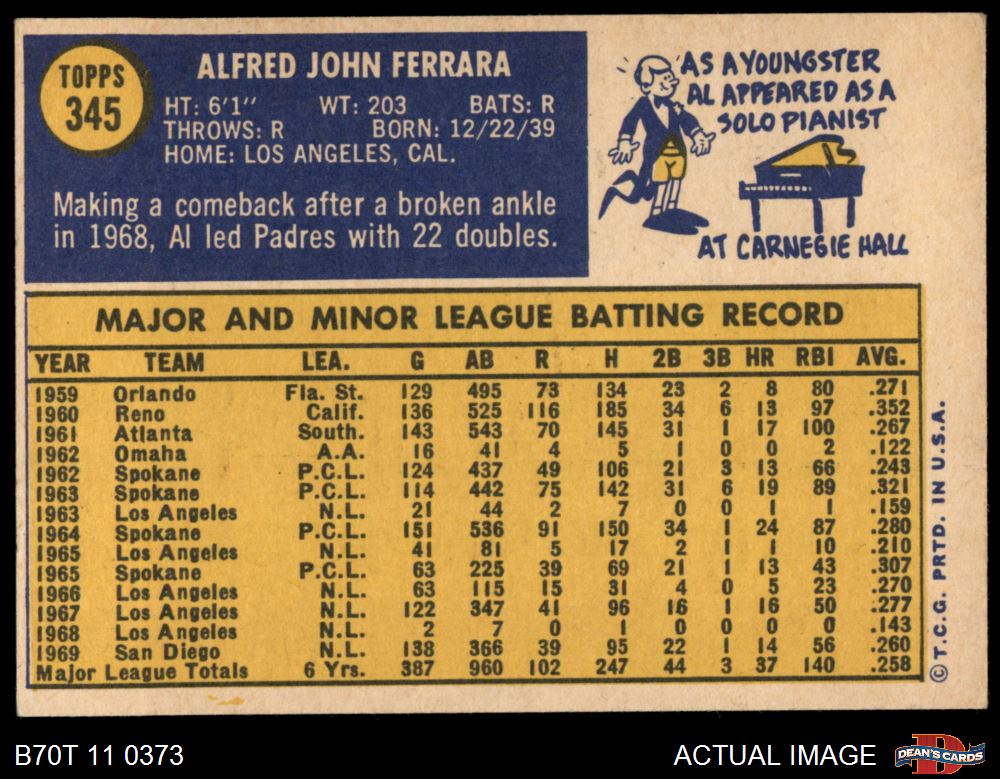 TOPPS
345
ALFRED JOHN FERRARA
HT: 6'1" WT: 203 BATS: R
THROWS: R BORN: 12/22/39
HOME: LOS ANGELES, CAL.
Making a comeback after a broken ankle
in 1968, Al led Padres with 22 doubles.
AS A YOUNGSTER
AL APPEARED AS A
SOLO PIANIST
AT CARNEGIE HALL
MAJOR AND MINOR LEAGUE BATTING RECORD
YEAR TEAM LEA. G AB R H 2B 3B HR RBI AVG.
1959 Orlando Fla. St. 129 495 73 134 23 2 8 80 .271
1960 Reno Calif. 136 525 116 185 34 6 13 97 .352
1961 Atlanta South. 143 543 70 145 31 1 17 100 .267
1962 Omaha A.A. 16 41 4 5 1 0 0 2 .122
1962 Spokane P.C.L. 124 437 49 106 21 3 13 66 .243
1963 Spokane P.C.L. 114 442 75 142 31 6 19 89 .321
1963 Los Angeles N.L. 21 44 2 7 0 0 1 1 .159
1964 Spokane P.C.L. 151 536 91 150 34 1 24 87 .280
1965 Los Angeles N.L. 41 81 5 17 2 1 1 10 .210
1965 Spokane P.C.L. 63 225 39 69 21 1 13 43 .307
1966 Los Angeles N.L. 63 115 15 31 4 0 5 23 .270
1967 Los Angeles N.L. 122 347 41 96 16 1 16 50 .277
1968 Los Angeles N.L. 2 7 0 1 0 0 0 0 .143
1969 San Diego N.L. 138 366 39 95 22 1 14 56 .260
Major League Totals 6 Yrs. 387 960 102 247 44 3 37 140 .258
© T.C.G. PRTD. IN U.S.A.
B70T 11 0373
ACTUAL IMAGE
D
DEAN'S CARDS